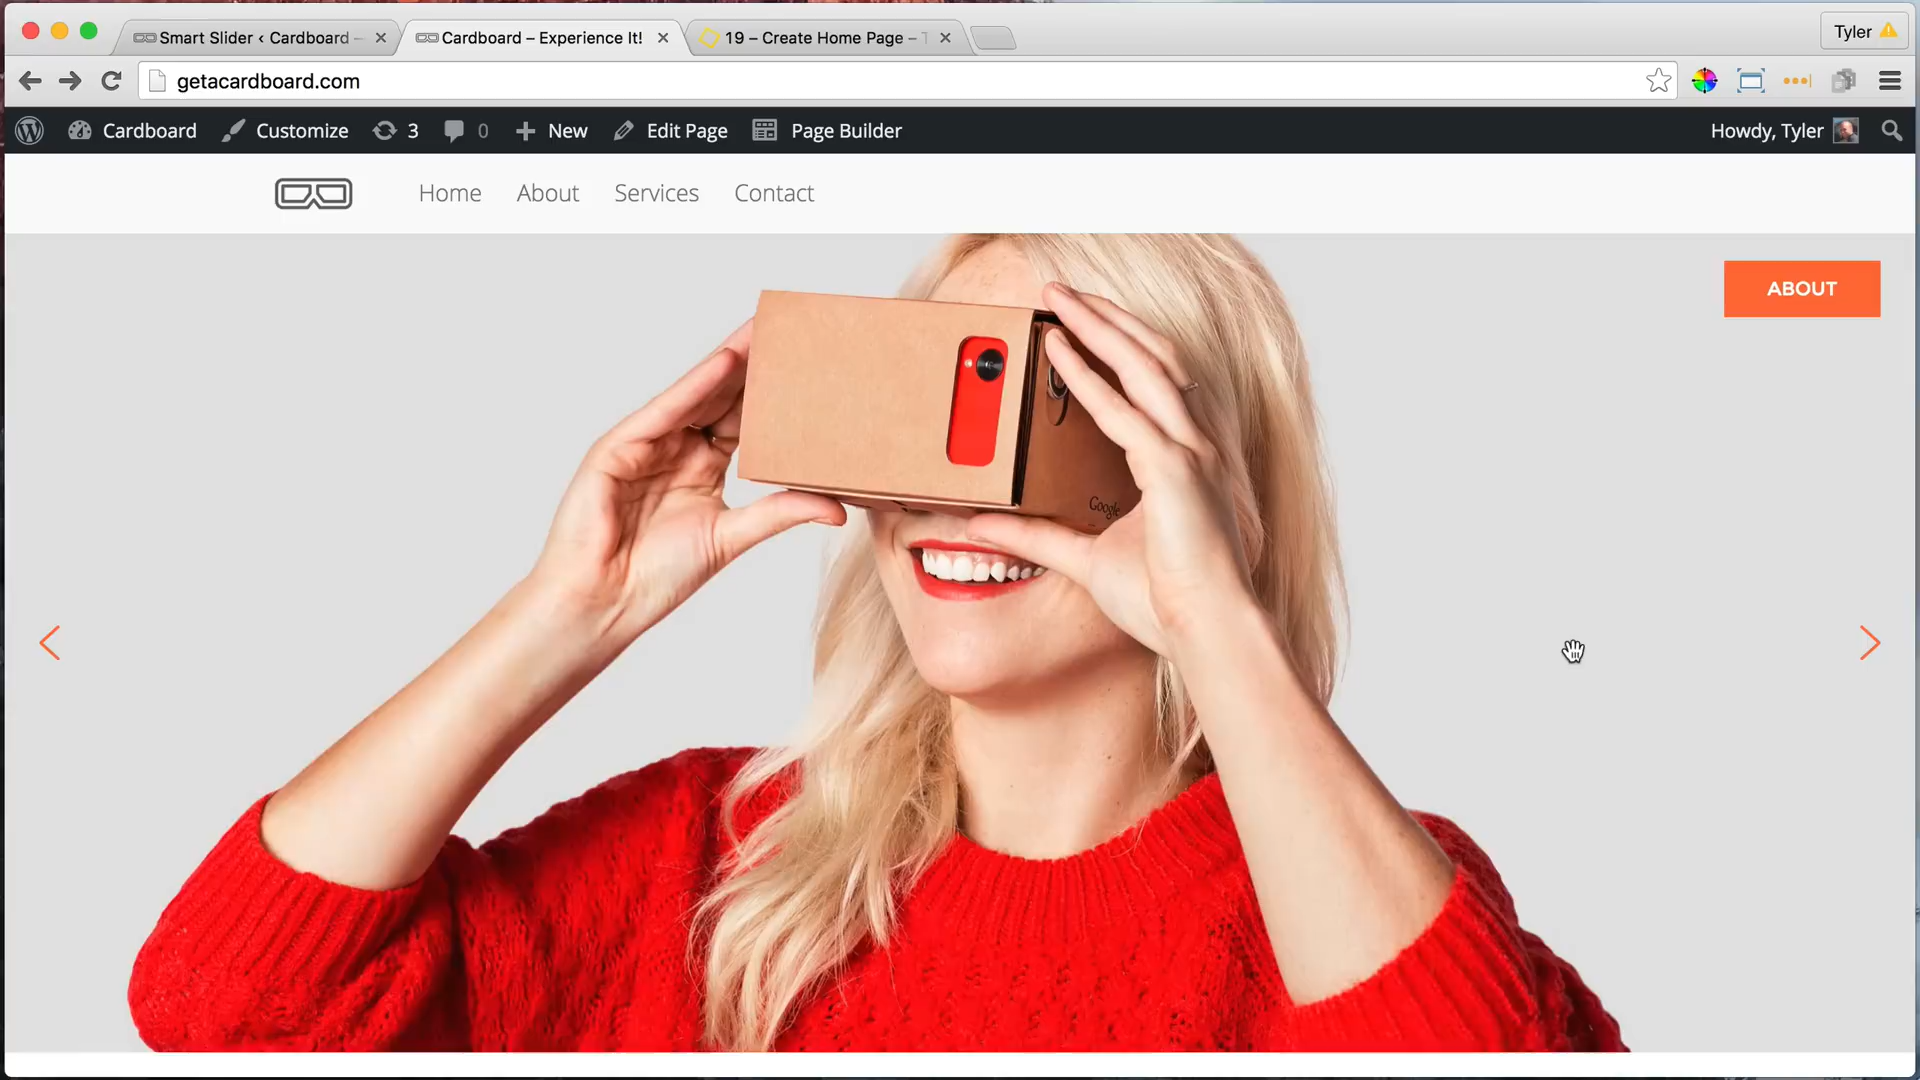 Smart Slider ‹ Cardboard –
Cardboard – Experience It!
19 – Create Home Page – T
Tyler
getacardboard.com
Cardboard
Customize
3
0
New
Edit Page
Page Builder
Howdy, Tyler
Home
About
Services
Contact
ABOUT
Google